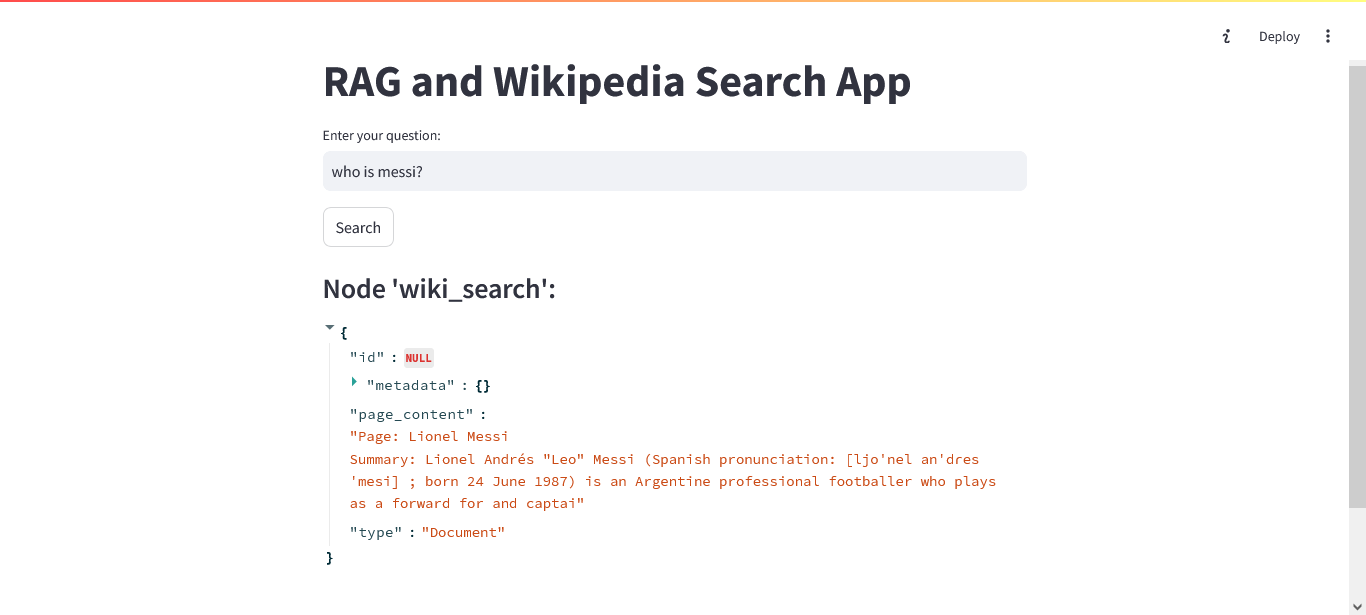 Deploy
RAG and Wikipedia Search App
Enter your question:
who is messi?
Search
Node 'wiki_search':
{
"id" : NULL
"metadata" : {}
"page_content" :
"Page: Lionel Messi
Summary: Lionel Andrés "Leo" Messi (Spanish pronunciation: [ljo'nel an'dres
'mesi] ; born 24 June 1987) is an Argentine professional footballer who plays
as a forward for and captai"
"type" : "Document"
}